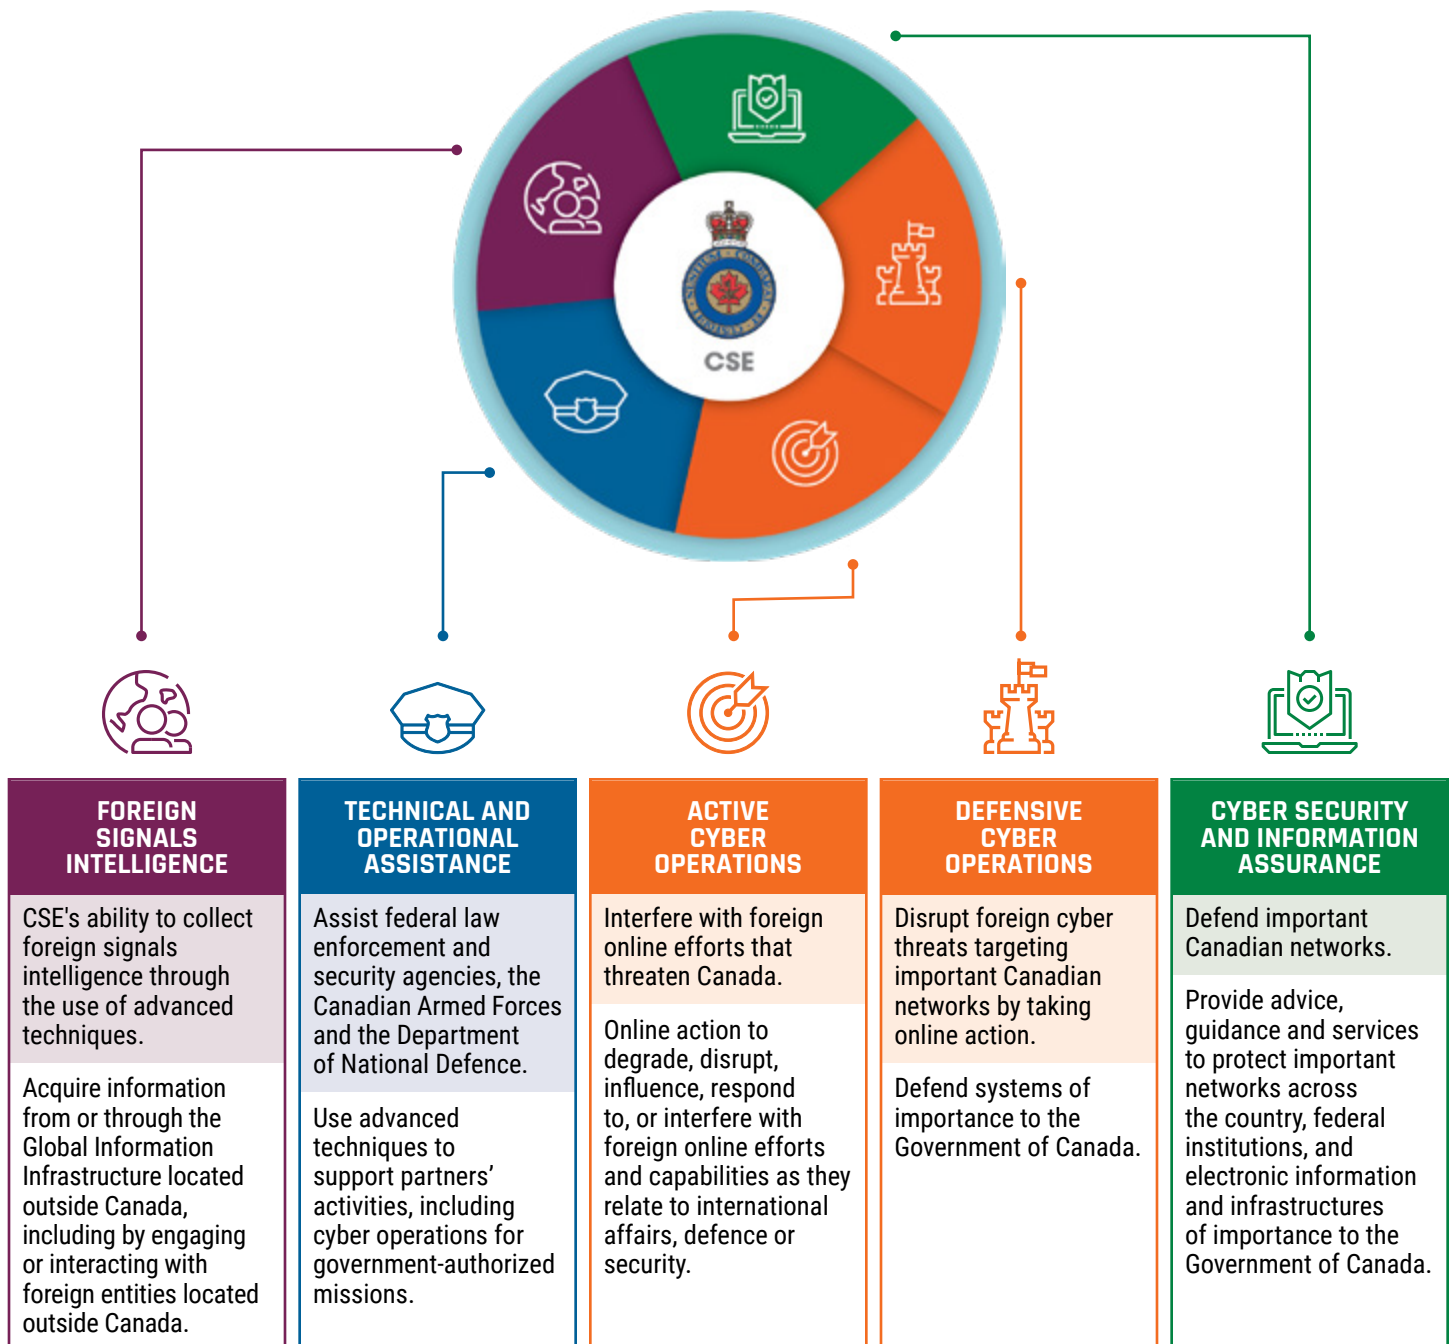 CSE
FOREIGN
SIGNALS
INTELLIGENCE
CSE's ability to collect
foreign signals
intelligence through
the use of advanced
techniques.
Acquire information
from or through the
Global Information
Infrastructure located
outside Canada,
including by engaging
or interacting with
foreign entities located
outside Canada.
TECHNICAL AND
OPERATIONAL
ASSISTANCE
Assist federal law
enforcement and
security agencies, the
Canadian Armed Forces
and the Department
of National Defence.
Use advanced
techniques to
support partners’
activities, including
cyber operations for
government-authorized
missions.
ACTIVE
CYBER
OPERATIONS
Interfere with foreign
online efforts that
threaten Canada.
Online action to
degrade, disrupt,
influence, respond
to, or interfere with
foreign online efforts
and capabilities as they
relate to international
affairs, defence or
security.
DEFENSIVE
CYBER
OPERATIONS
Disrupt foreign cyber
threats targeting
important Canadian
networks by taking
online action.
Defend systems of
importance to the
Government of Canada.
CYBER SECURITY
AND INFORMATION
ASSURANCE
Defend important
Canadian networks.
Provide advice,
guidance and services
to protect important
networks across
the country, federal
institutions, and
electronic information
and infrastructures
of importance to the
Government of Canada.